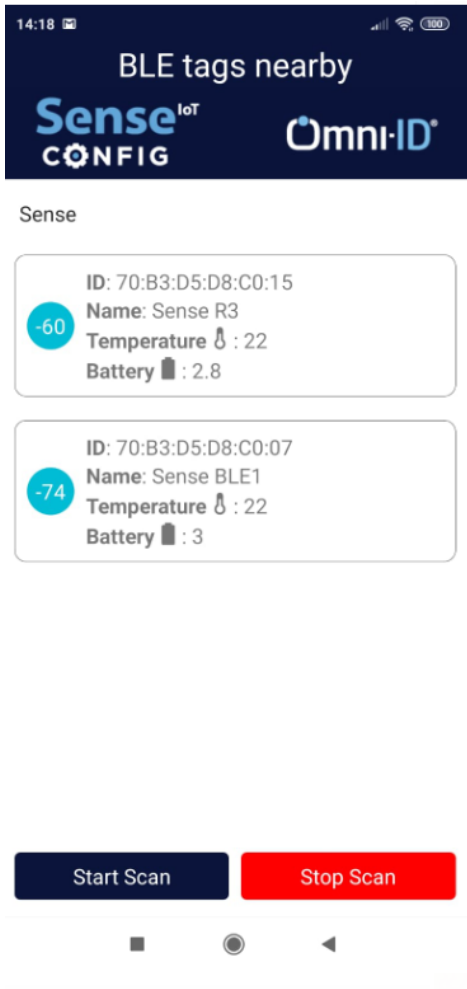 14:18 100
BLE tags nearby
Sense IoT
CONFIG
Omni-ID®
Sense
-60
ID: 70:B3:D5:D8:C0:15
Name: Sense R3
Temperature : 22
Battery : 2.8
-74
ID: 70:B3:D5:D8:C0:07
Name: Sense BLE1
Temperature : 22
Battery : 3
Start Scan
Stop Scan